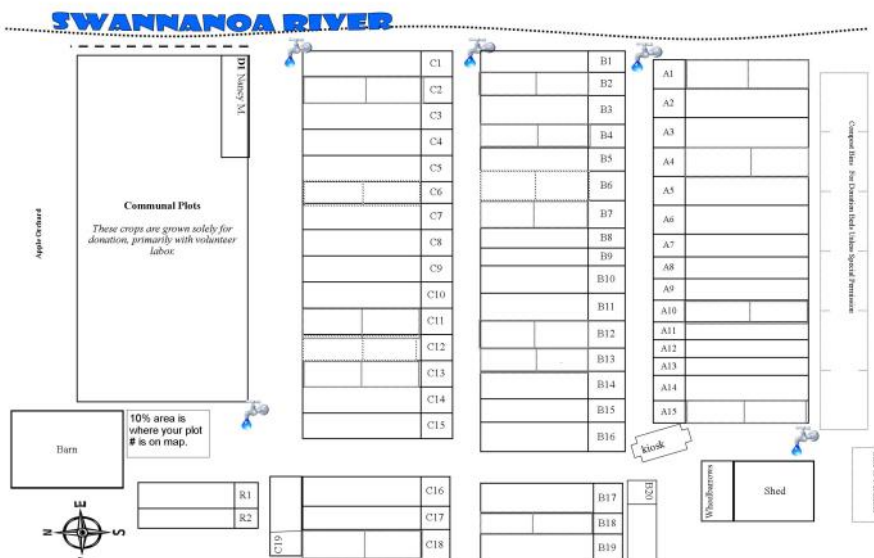 SWANNANOA RIVER
D1 Nancy M.
Apple Orchard
Communal Plots
These crops are grown solely for
donation, primarily with volunteer
labor.
C1
C2
C3
C4
C5
C6
C7
C8
C9
C10
C11
C12
C13
C14
C15
B1
B2
B3
B4
B5
B6
B7
B8
B9
B10
B11
B12
B13
B14
B15
B16
A1
A2
A3
A4
A5
A6
A7
A8
A9
A10
A11
A12
A13
A14
A15
Compost Bins For Donation Beds Unless Special Permission
Barn
10% area is
where your plot
# is on map.
kiosk
Wheelbarrows
Shed
E
N
S
R1
R2
C19
C16
C17
C18
B17
B18
B19
B20